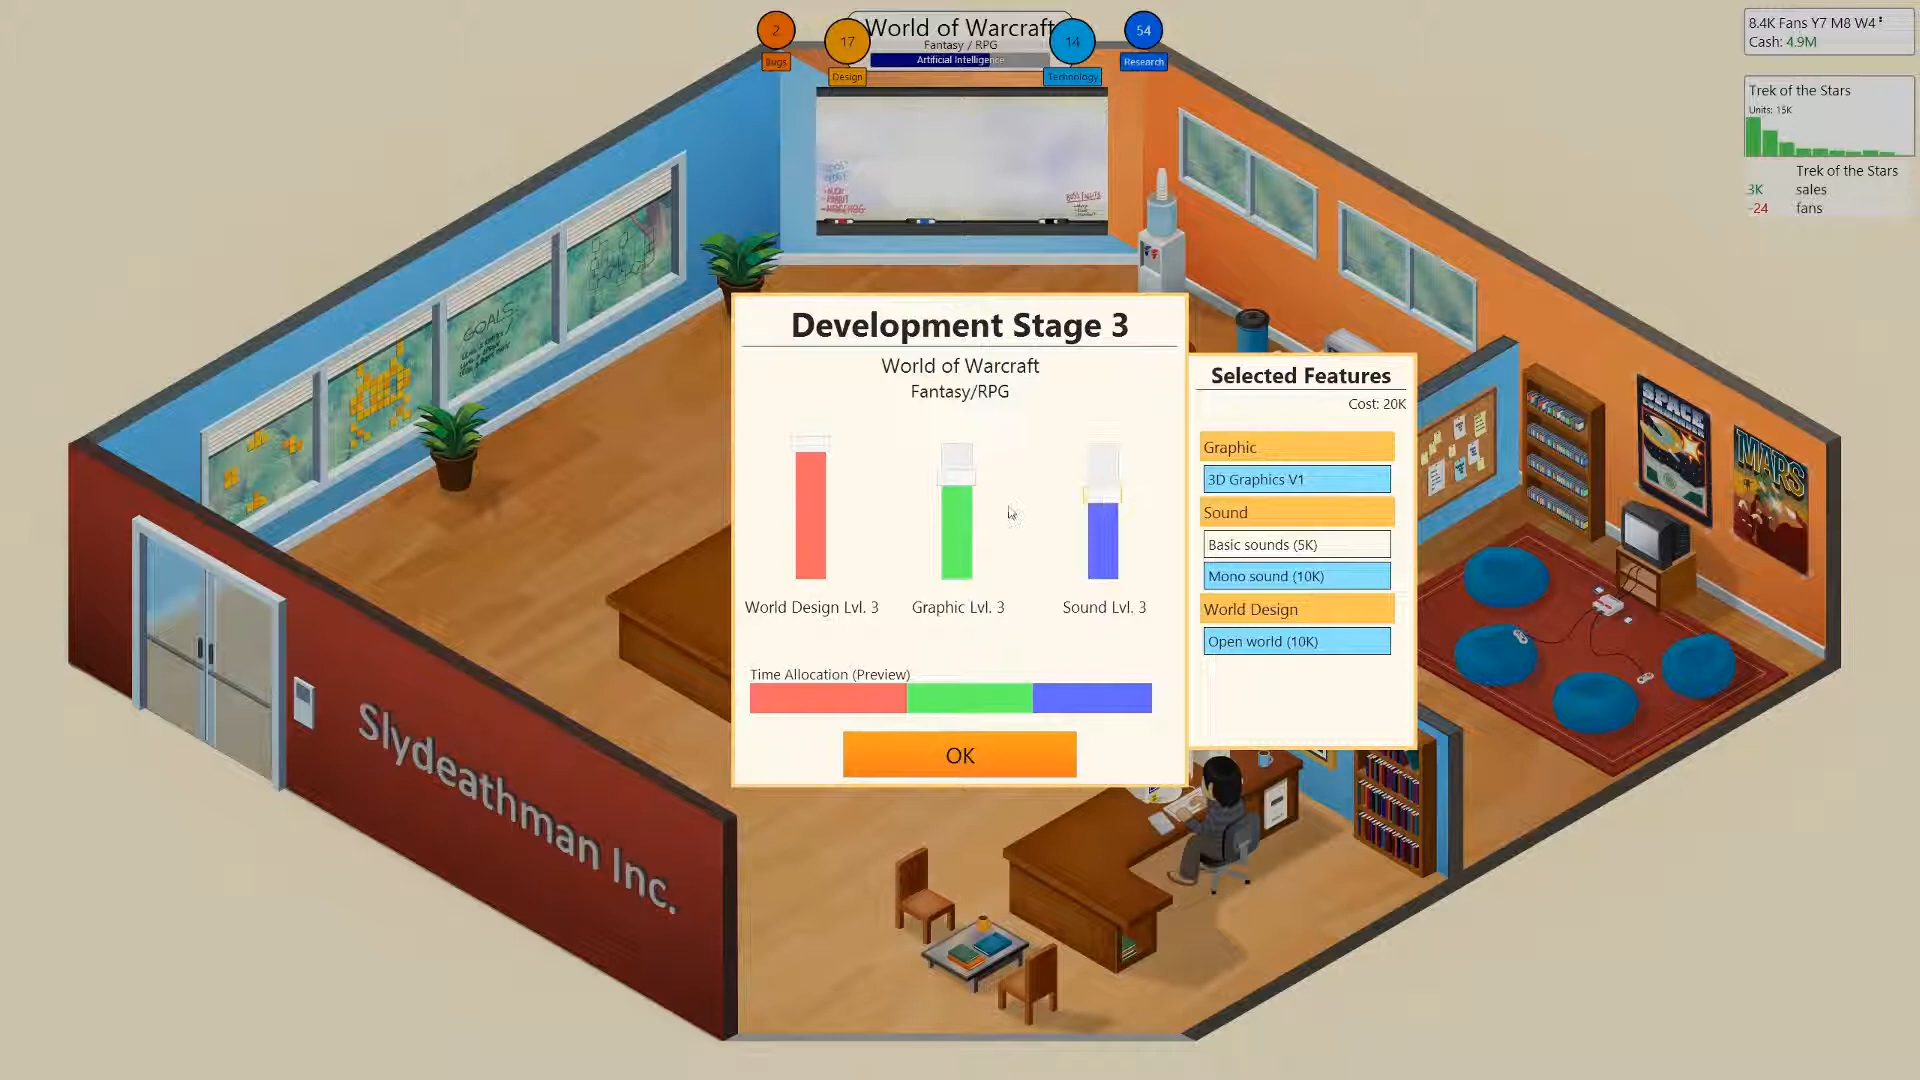 2
Bugs
17
Design
World of Warcraft
Fantasy / RPG
Artificial Intelligence
14
Technology
54
Research
8.4K Fans Y7 M8 W4
Cash: 4.9M
Trek of the Stars
Units: 15K
Trek of the Stars
3K sales
-24 fans
GOALS:
SPACE
MARS
Development Stage 3
World of Warcraft
Fantasy/RPG
World Design Lvl. 3
Graphic Lvl. 3
Sound Lvl. 3
Time Allocation (Preview)
OK
Selected Features
Cost: 20K
Graphic
3D Graphics V1
Sound
Basic sounds (5K)
Mono sound (10K)
World Design
Open world (10K)
Slydeathman Inc.